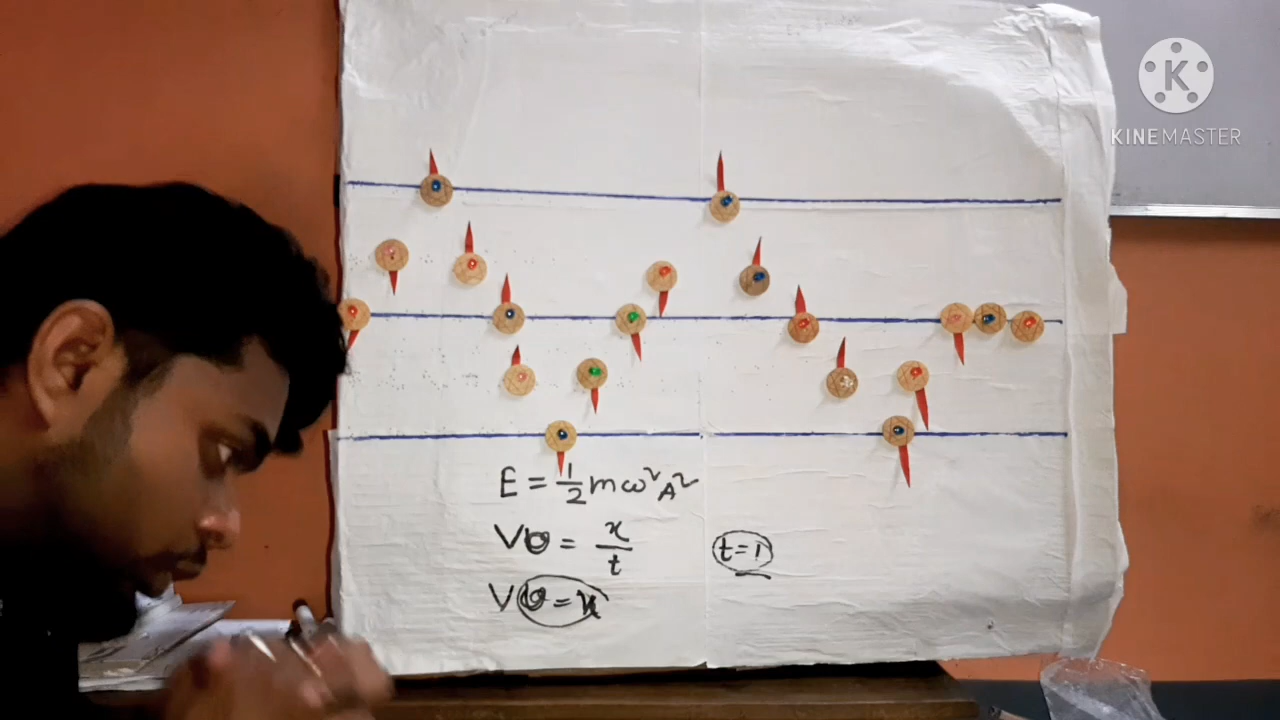 KINEMASTER
E = 1/2 mω²A²
V = x/t
t=1
V = x